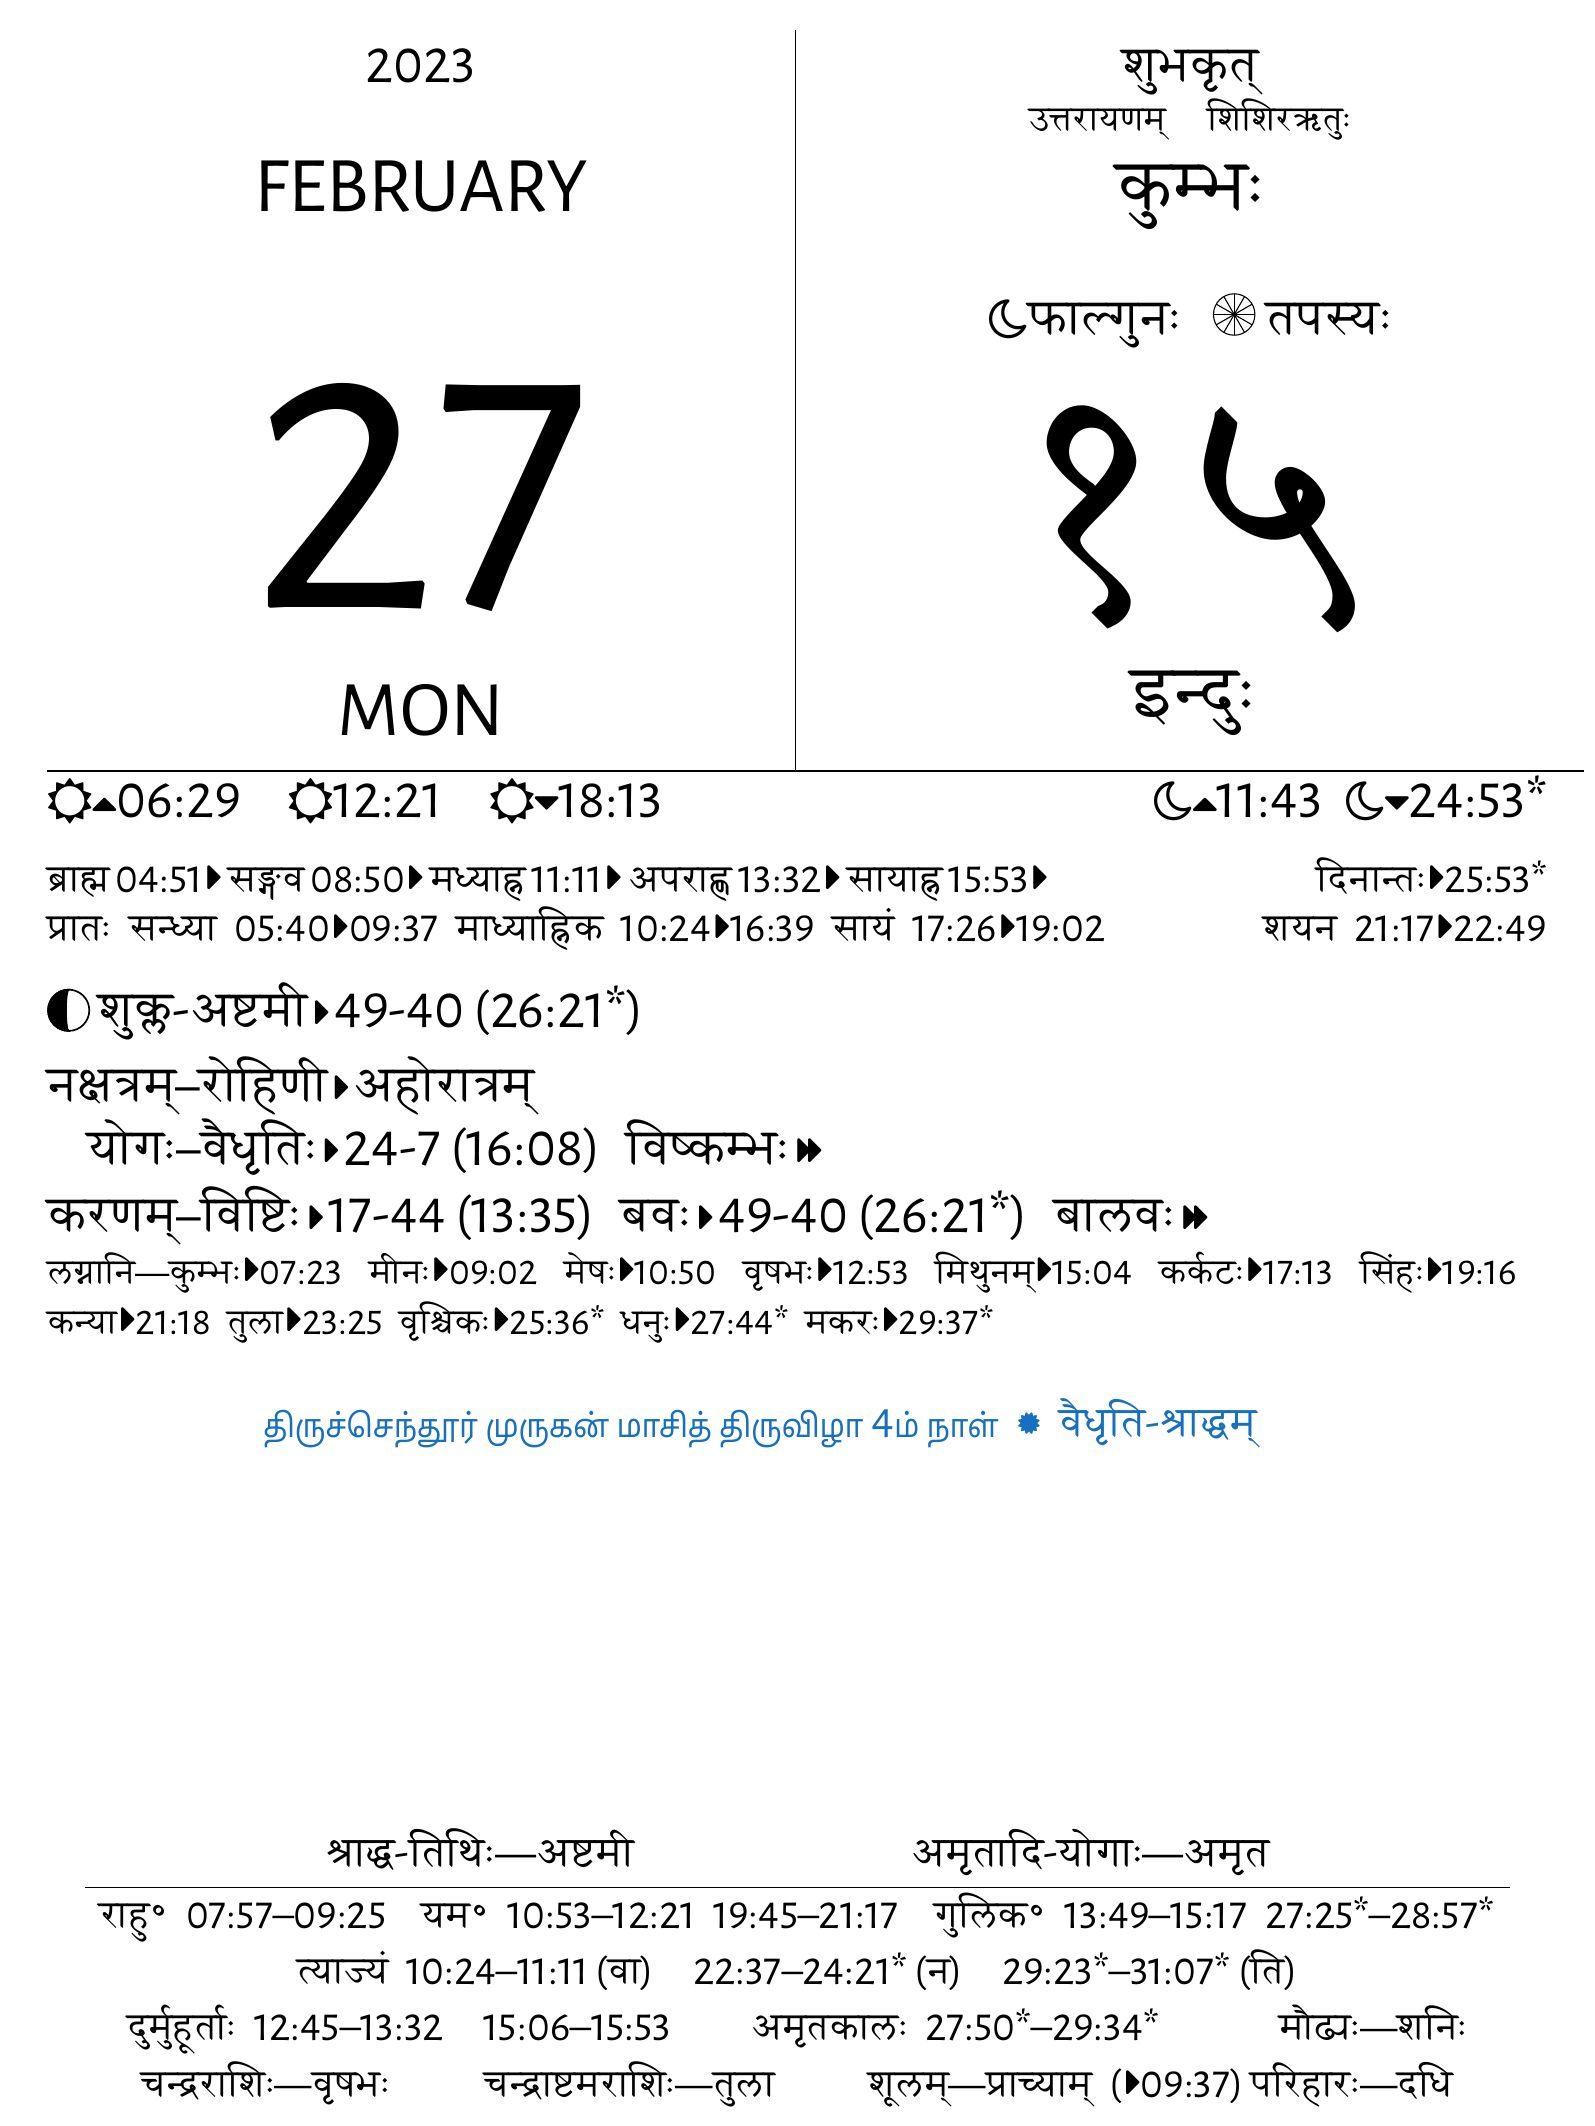 2023
FEBRUARY
27
MON
शुभकृत्
उत्तरायणम् शिशिरऋतुः
कुम्भः
फाल्गुनः तपस्यः
१५
इन्दुः
06:29 12:21 18:13 11:43 24:53*
ब्राह्म 04:51 सङ्गव 08:50 मध्याह्न 11:11 अपराह्ण 13:32 सायाह्न 15:53 दिनान्तः 25:53*
प्रातः सन्ध्या 05:40 09:37 माध्याह्निक 10:24 16:39 सायं 17:26 19:02 शयन 21:17 22:49
शुक्ल-अष्टमी 49-40 (26:21*)
नक्षत्रम्–रोहिणी अहोरात्रम्
योगः–वैधृतिः 24-7 (16:08) विष्कम्भः
करणम्–विष्टिः 17-44 (13:35) बवः 49-40 (26:21*) बालवः
लग्नानि—कुम्भः 07:23 मीनः 09:02 मेषः 10:50 वृषभः 12:53 मिथुनम् 15:04 कर्कटः 17:13 सिंहः 19:16
कन्या 21:18 तुला 23:25 वृश्चिकः 25:36* धनुः 27:44* मकरः 29:37*
திருச்செந்தூர் முருகன் மாசித் திருவிழா 4ம் நாள் ✹ वैधृति-श्राद्धम्
श्राद्ध-तिथिः—अष्टमी अमृतादि-योगाः—अमृत
राहु॰ 07:57–09:25 यम॰ 10:53–12:21 19:45–21:17 गुलिक॰ 13:49–15:17 27:25*–28:57*
त्याज्यं 10:24–11:11 (वा) 22:37–24:21* (न) 29:23*–31:07* (ति)
दुर्मुहूर्ताः 12:45–13:32 15:06–15:53 अमृतकालः 27:50*–29:34* मौढ्यः—शनिः
चन्द्रराशिः—वृषभः चन्द्राष्टमराशिः—तुला शूलम्—प्राच्याम् (09:37) परिहारः—दधि